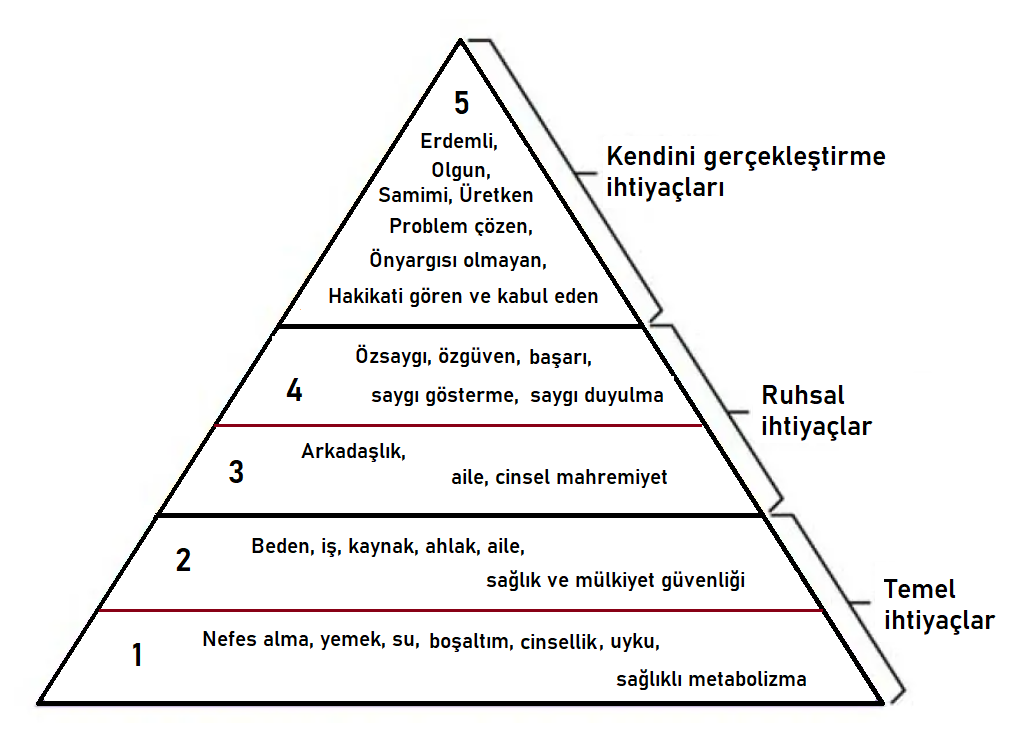 5
Erdemli,
Olgun,
Samimi, Üretken
Problem çözen,
Önyargısı olmayan,
Hakikati gören ve kabul eden
Kendini gerçekleştirme
ihtiyaçları
4
Özsaygı, özgüven, başarı,
saygı gösterme, saygı duyulma
3
Arkadaşlık,
aile, cinsel mahremiyet
Ruhsal
ihtiyaçlar
2
Beden, iş, kaynak, ahlak, aile,
sağlık ve mülkiyet güvenliği
1
Nefes alma, yemek, su, boşaltım, cinsellik, uyku,
sağlıklı metabolizma
Temel
ihtiyaçlar